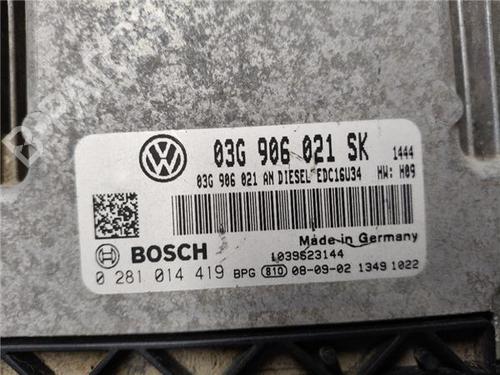 03G 906 021 SK 1444
03G 906 021 AN DIESEL EDC16U34 HW: H09
Made in Germany
BOSCH 1039S23144
0 281 014 419 BPG 810 08-09-02 1349 1022